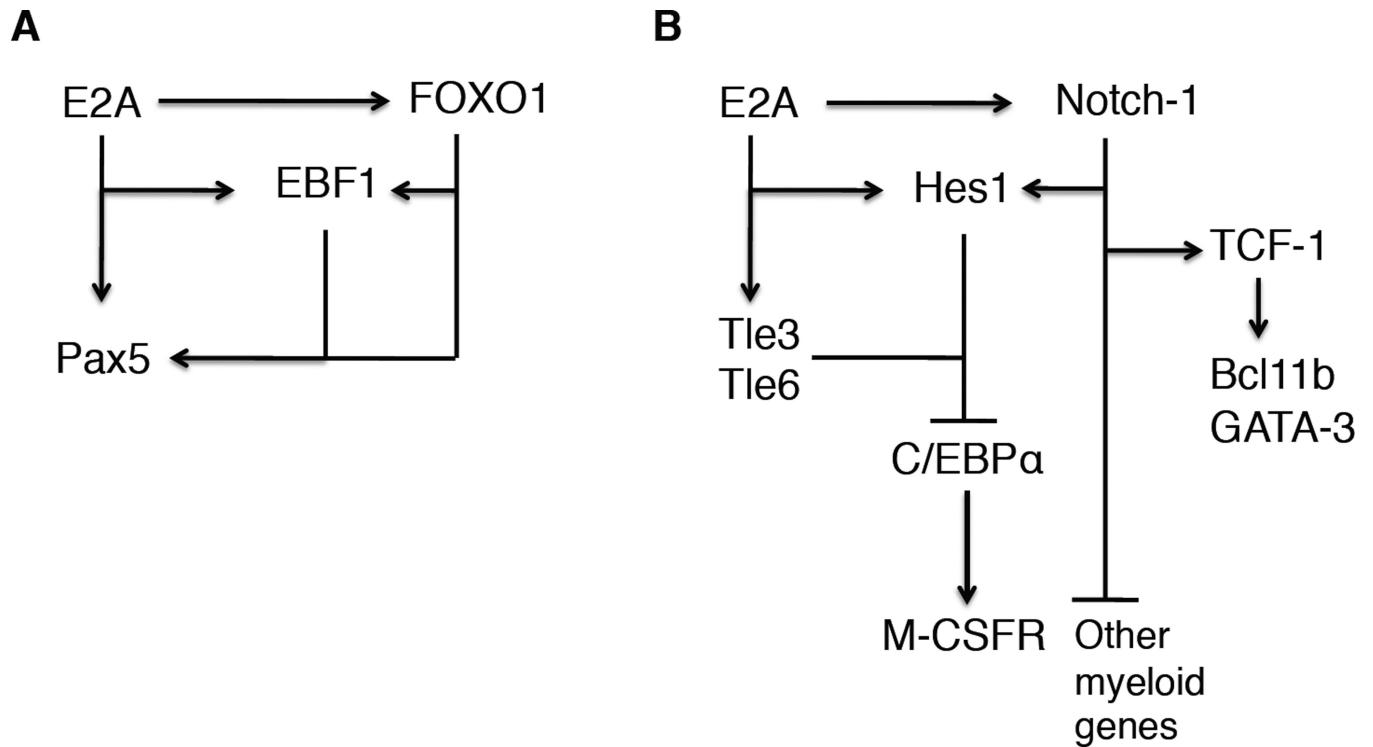 A
E2A
FOXO1
EBF1
Pax5
B
E2A
Notch-1
Hes1
TCF-1
Tle3
Tle6
Bcl11b
GATA-3
C/EBPα
M-CSFR
Other
myeloid
genes